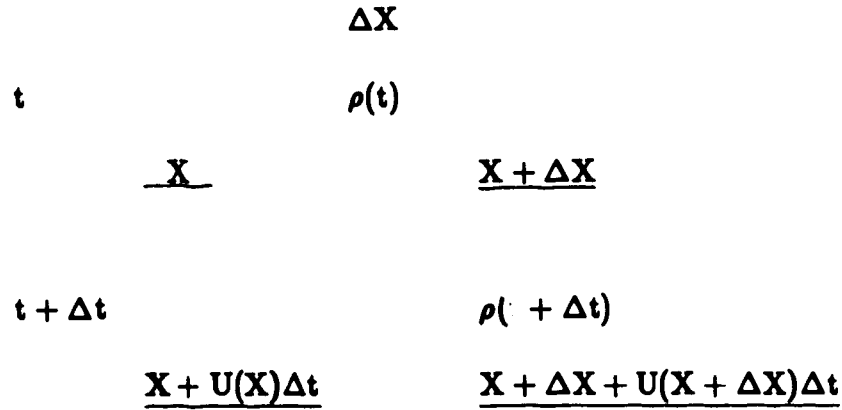 ΔX
t ρ(t)
X X + ΔX
t + Δt ρ( + Δt)
X + U(X)Δt X + ΔX + U(X + ΔX)Δt